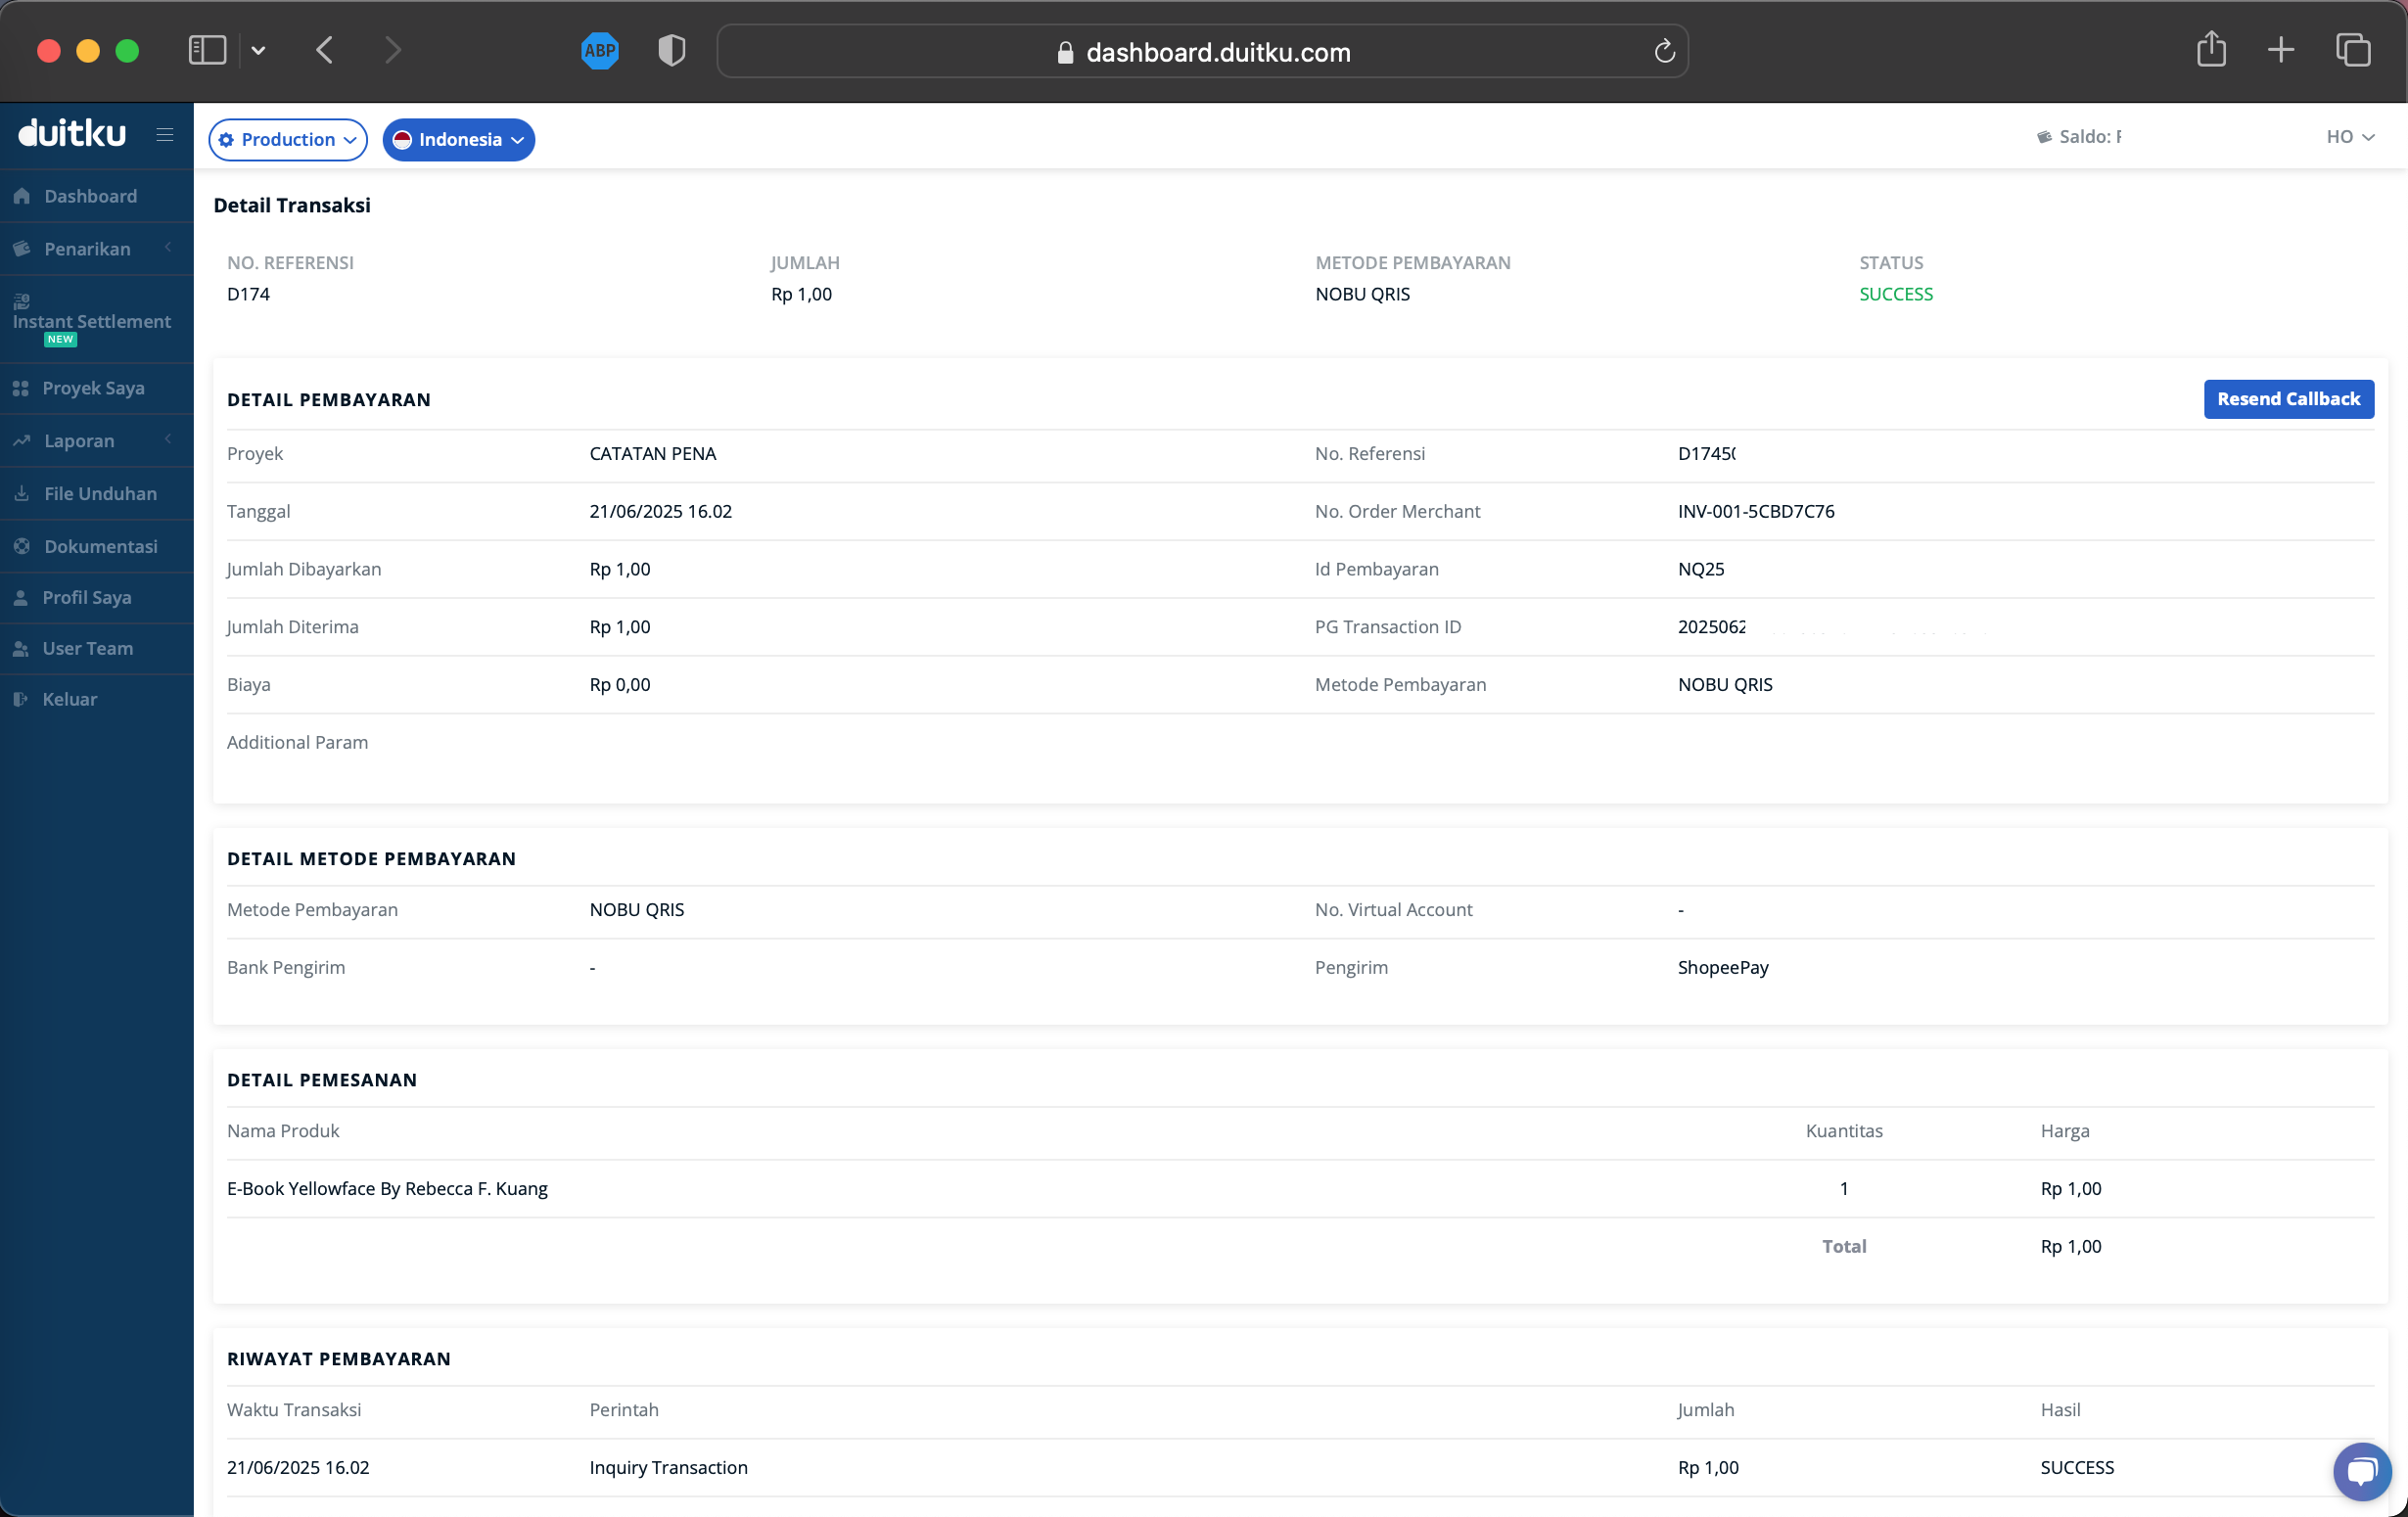 ABP
dashboard.duitku.com
duitku
Production
Indonesia
Saldo:
HO
Dashboard
Penarikan
Instant Settlement
NEW
Proyek Saya
Laporan
File Unduhan
Dokumentasi
Profil Saya
User Team
Keluar
Detail Transaksi
NO. REFERENSI JUMLAH METODE PEMBAYARAN STATUS
D174 Rp 1,00 NOBU QRIS SUCCESS
DETAIL PEMBAYARAN Resend Callback
Proyek CATATAN PENA No. Referensi D1745
Tanggal 21/06/2025 16.02 No. Order Merchant INV-001-5CBD7C76
Jumlah Dibayarkan Rp 1,00 Id Pembayaran NQ25
Jumlah Diterima Rp 1,00 PG Transaction ID 2025062
Biaya Rp 0,00 Metode Pembayaran NOBU QRIS
Additional Param
DETAIL METODE PEMBAYARAN
Metode Pembayaran NOBU QRIS No. Virtual Account -
Bank Pengirim - Pengirim ShopeePay
DETAIL PEMESANAN
Nama Produk Kuantitas Harga
E-Book Yellowface By Rebecca F. Kuang 1 Rp 1,00
Total Rp 1,00
RIWAYAT PEMBAYARAN
Waktu Transaksi Perintah Jumlah Hasil
21/06/2025 16.02 Inquiry Transaction Rp 1,00 SUCCESS